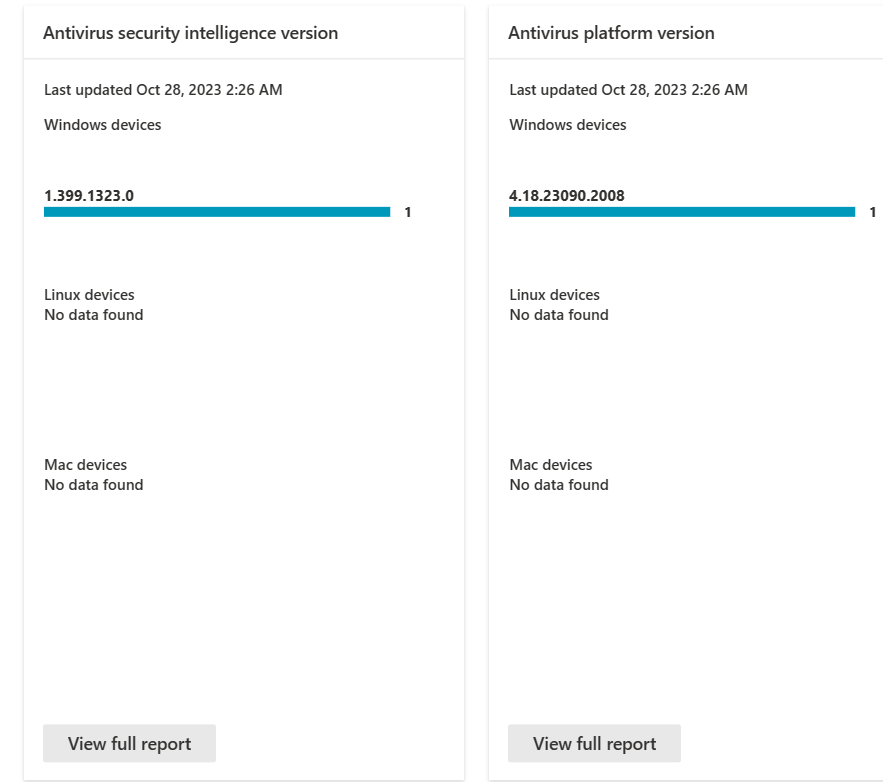 Antivirus security intelligence version
Last updated Oct 28, 2023 2:26 AM
Windows devices
1.399.1323.0
1
Linux devices
No data found
Mac devices
No data found
View full report
Antivirus platform version
Last updated Oct 28, 2023 2:26 AM
Windows devices
4.18.23090.2008
1
Linux devices
No data found
Mac devices
No data found
View full report